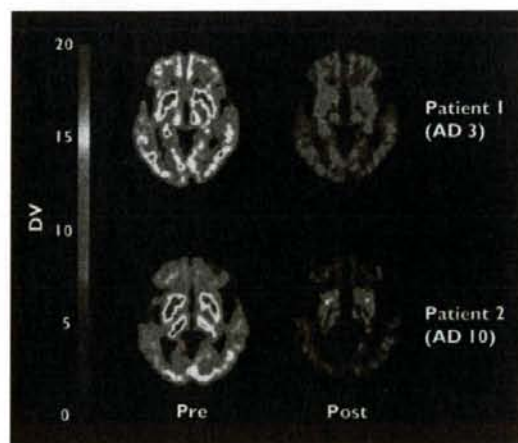 20
15
10
5
0
DV
Patient 1
(AD 3)
Patient 2
(AD 10)
Pre
Post